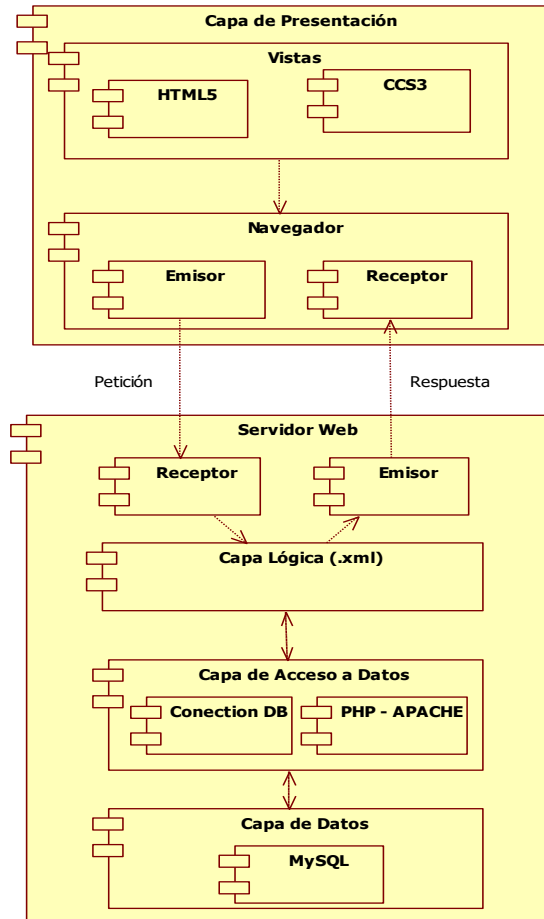 Capa de Presentación
Vistas
HTML5
CCS3
Navegador
Emisor
Receptor
Petición
Respuesta
Servidor Web
Receptor
Emisor
Capa Lógica (.xml)
Capa de Acceso a Datos
Conection DB
PHP - APACHE
Capa de Datos
MySQL